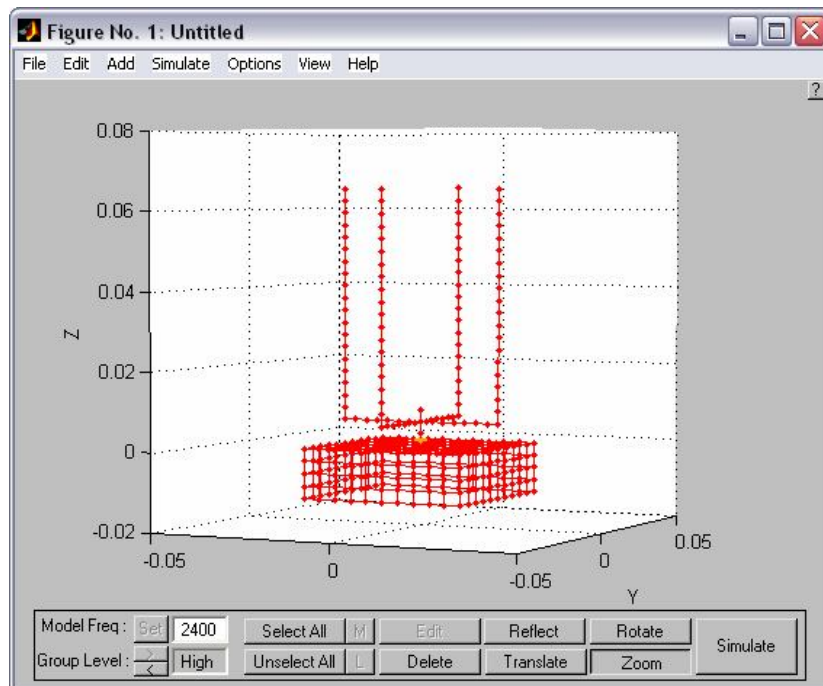 Figure No. 1: Untitled
File Edit Add Simulate Options View Help
?
0.08
0.06
0.04
0.02
0
-0.02
Z
-0.05
0
-0.05
0
0.05
Y
Model Freq : Set 2400 Select All M Edit Reflect Rotate Simulate
Group Level : > < High Unselect All L Delete Translate Zoom